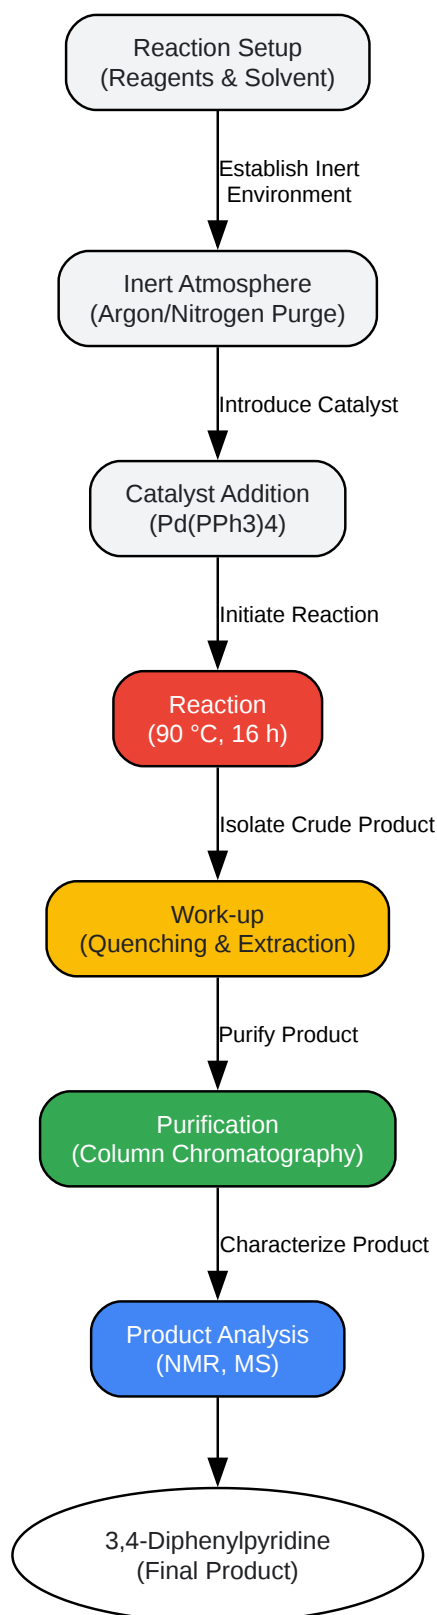 Reaction Setup
(Reagents & Solvent)
Establish Inert
Environment
Inert Atmosphere
(Argon/Nitrogen Purge)
Introduce Catalyst
Catalyst Addition
(Pd(PPh3)4)
Initiate Reaction
Reaction
(90 °C, 16 h)
Isolate Crude Product
Work-up
(Quenching & Extraction)
Purify Product
Purification
(Column Chromatography)
Characterize Product
Product Analysis
(NMR, MS)
3,4-Diphenylpyridine
(Final Product)